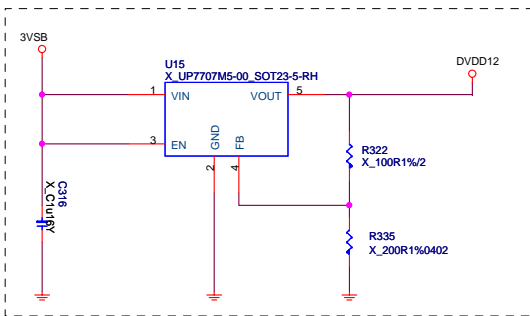 3VSB
U15
X_UP7707M5-00_SOT23-5-RH
DVDD12
1
VIN
VOUT
5
3
EN
GND
FB
2
4
R322
X_100R1%/2
C316
X_C1u16Y
R335
X_200R1%0402